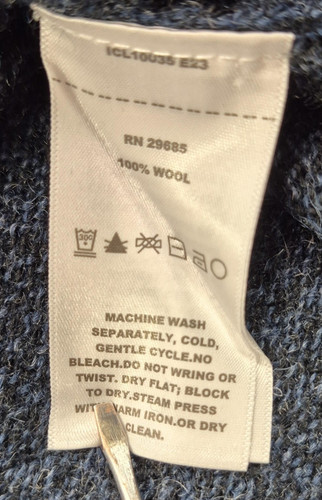 ICL10035 E23
RN 29685
100% WOOL
30C
MACHINE WASH
SEPARATELY, COLD,
GENTLE CYCLE.NO
BLEACH.DO NOT WRING OR
TWIST. DRY FLAT; BLOCK
TO DRY.STEAM PRESS
WARM IRON.OR DRY
CLEAN.